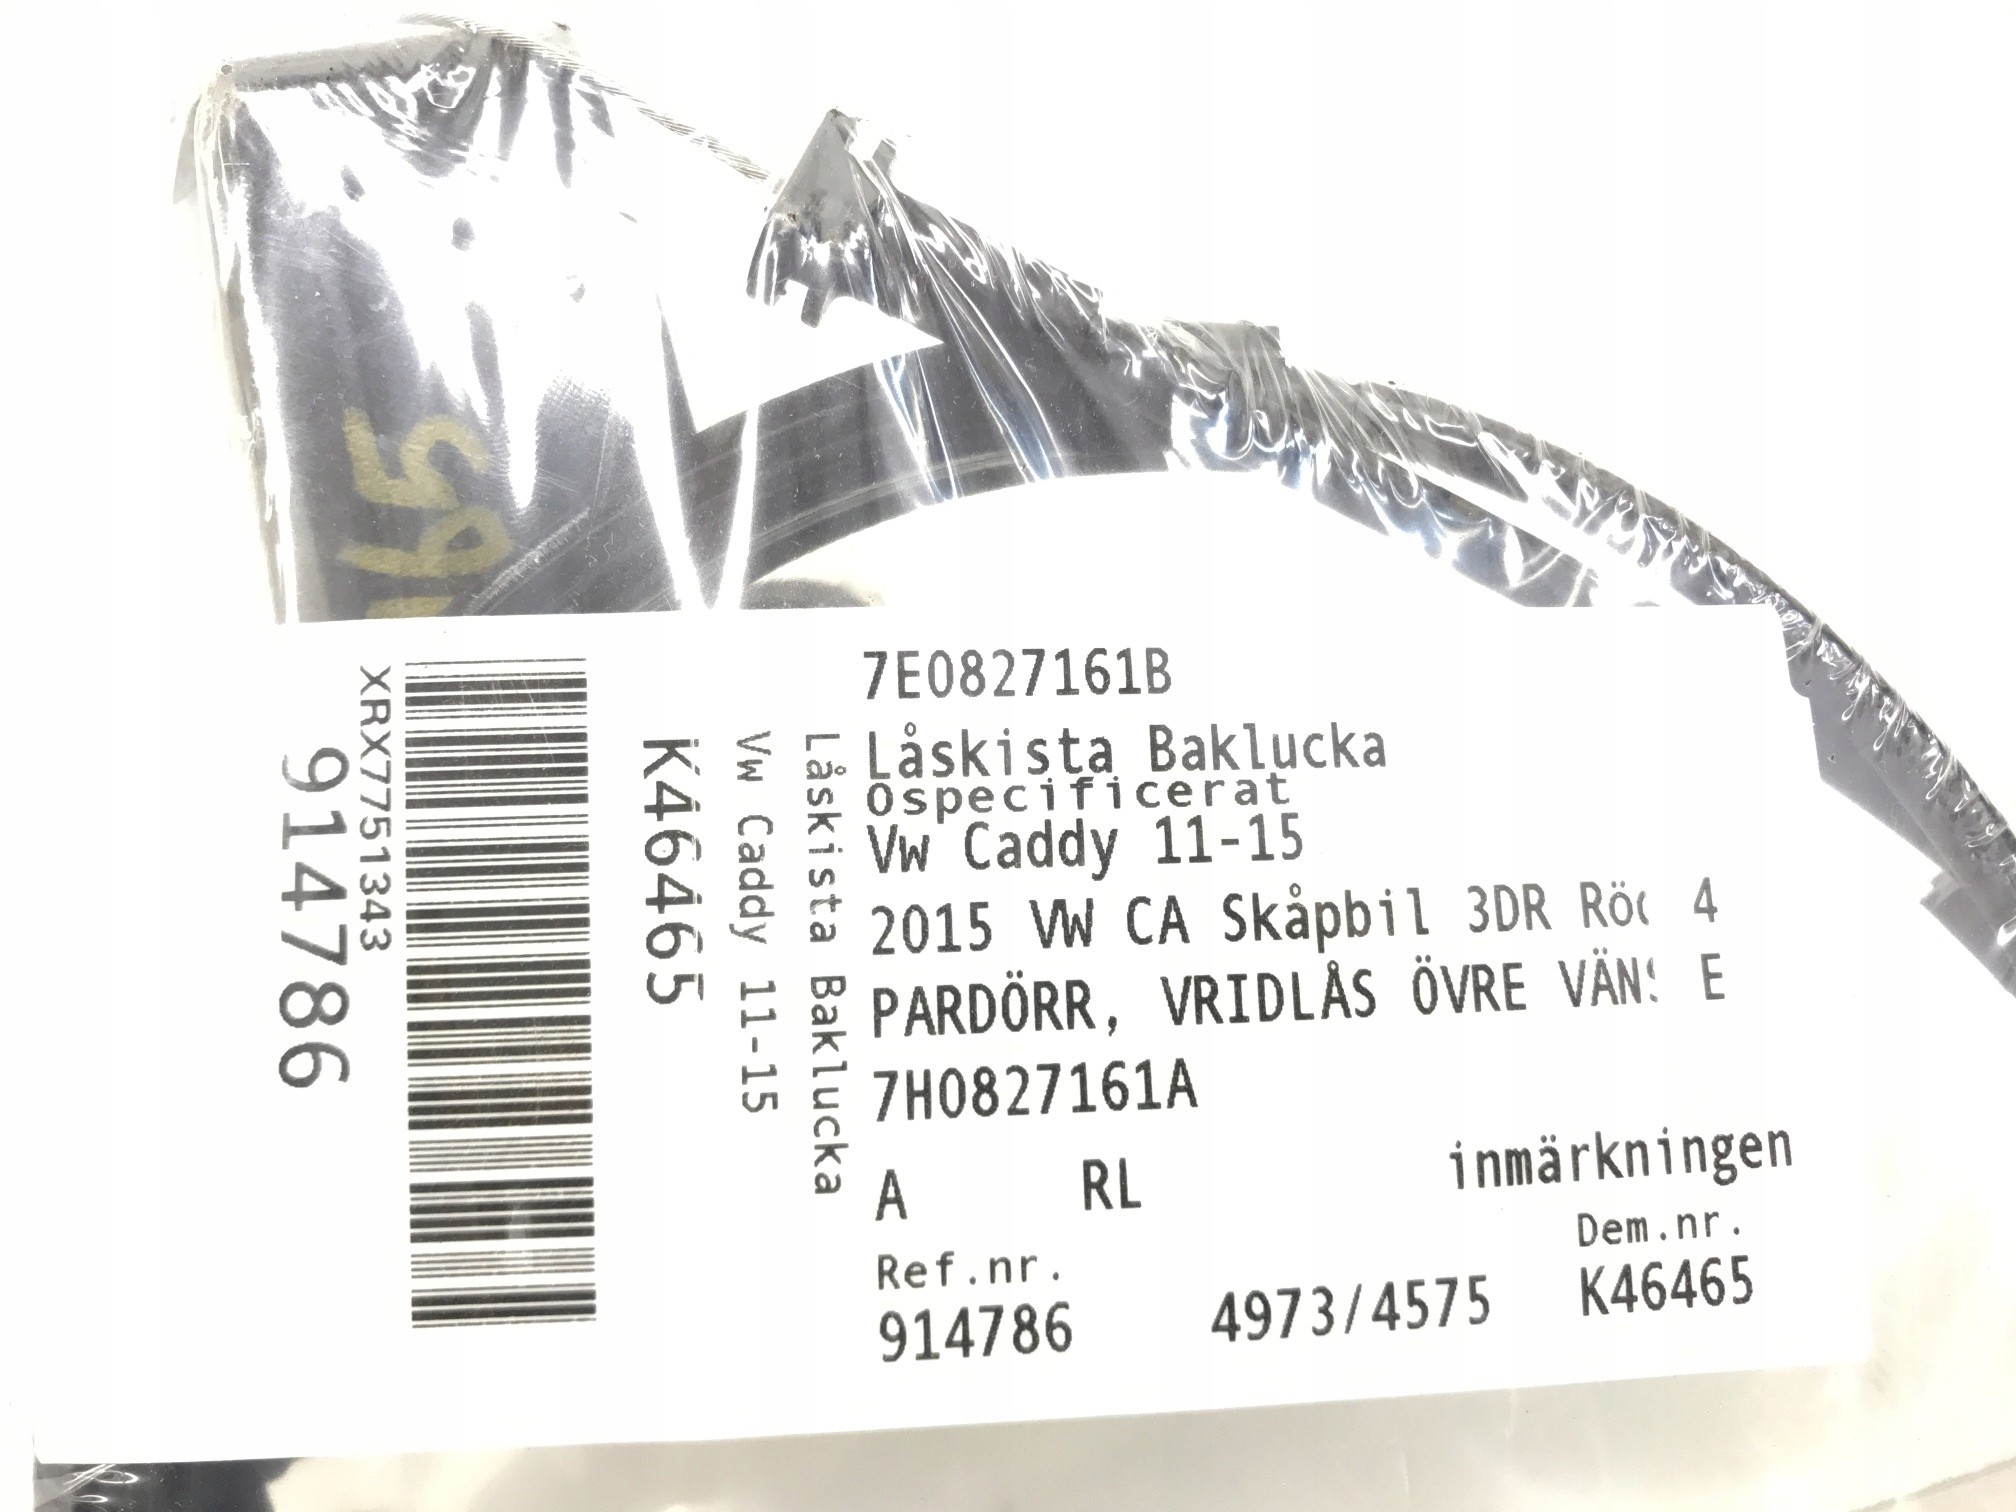 7E0827161B
Låskista Baklucka
Ospecificerat
Vw Caddy 11-15
2015 VW CA Skåpbil 3DR 4
PARDÖRR, VRIDLÅS ÖVRE E
7H0827161A
A RL inmärkningen
Ref.nr. Dem.nr.
914786 4973/4575 K46465
Låskista Baklucka
Vw Caddy 11-15
K46465
XRX7751343
914786